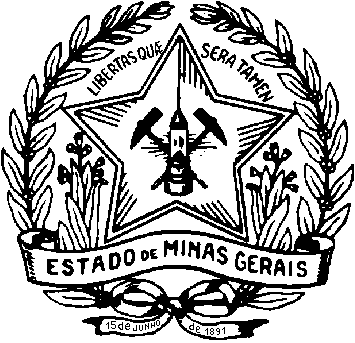 LIBERTAS QUÆ SERA TAMEN
ESTADO DE MINAS GERAIS
15 de JUNHO de 1891